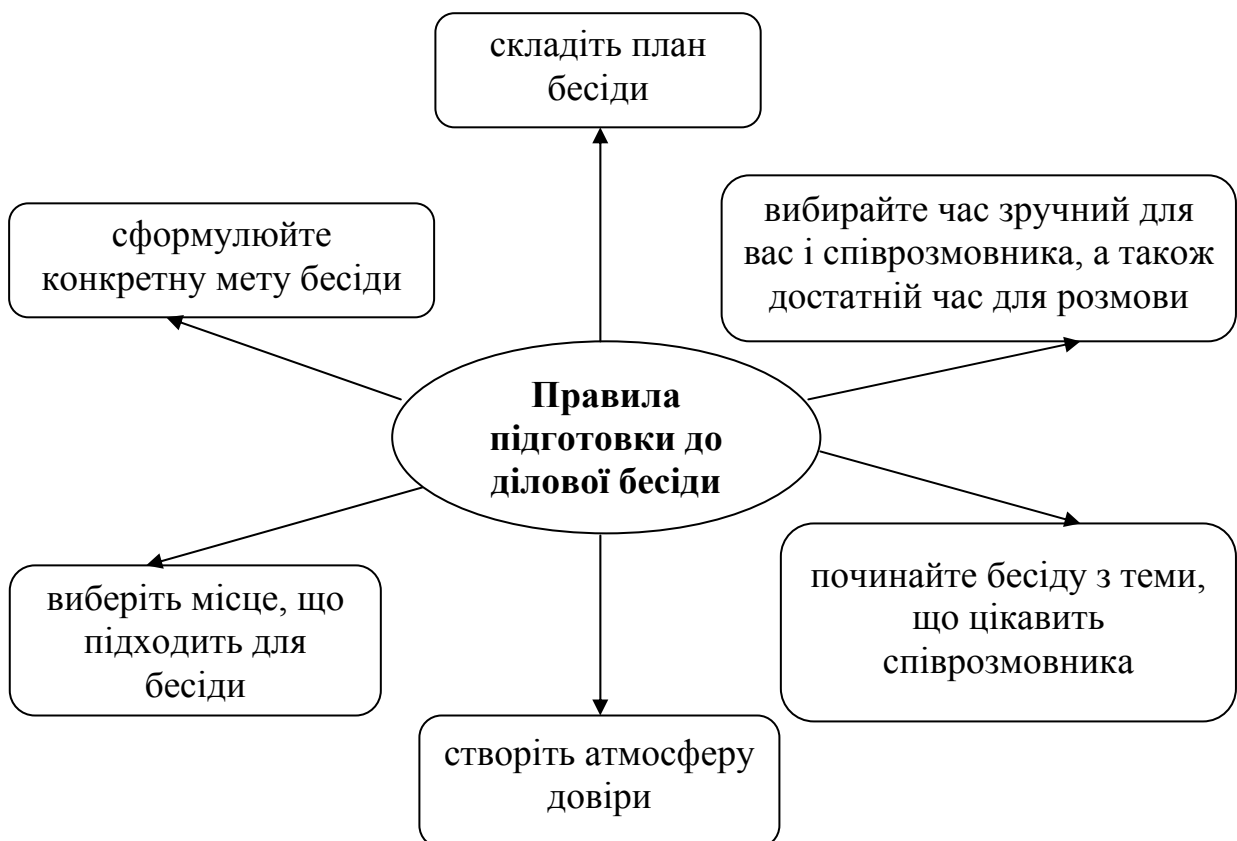 складіть план
бесіди
сформулюйте
конкретну мету бесіди
вибирайте час зручний для
вас і співрозмовника, а також
достатній час для розмови
Правила
підготовки до
ділової бесіди
виберіть місце, що
підходить для
бесіди
починайте бесіду з теми,
що цікавить
співрозмовника
створіть атмосферу
довіри